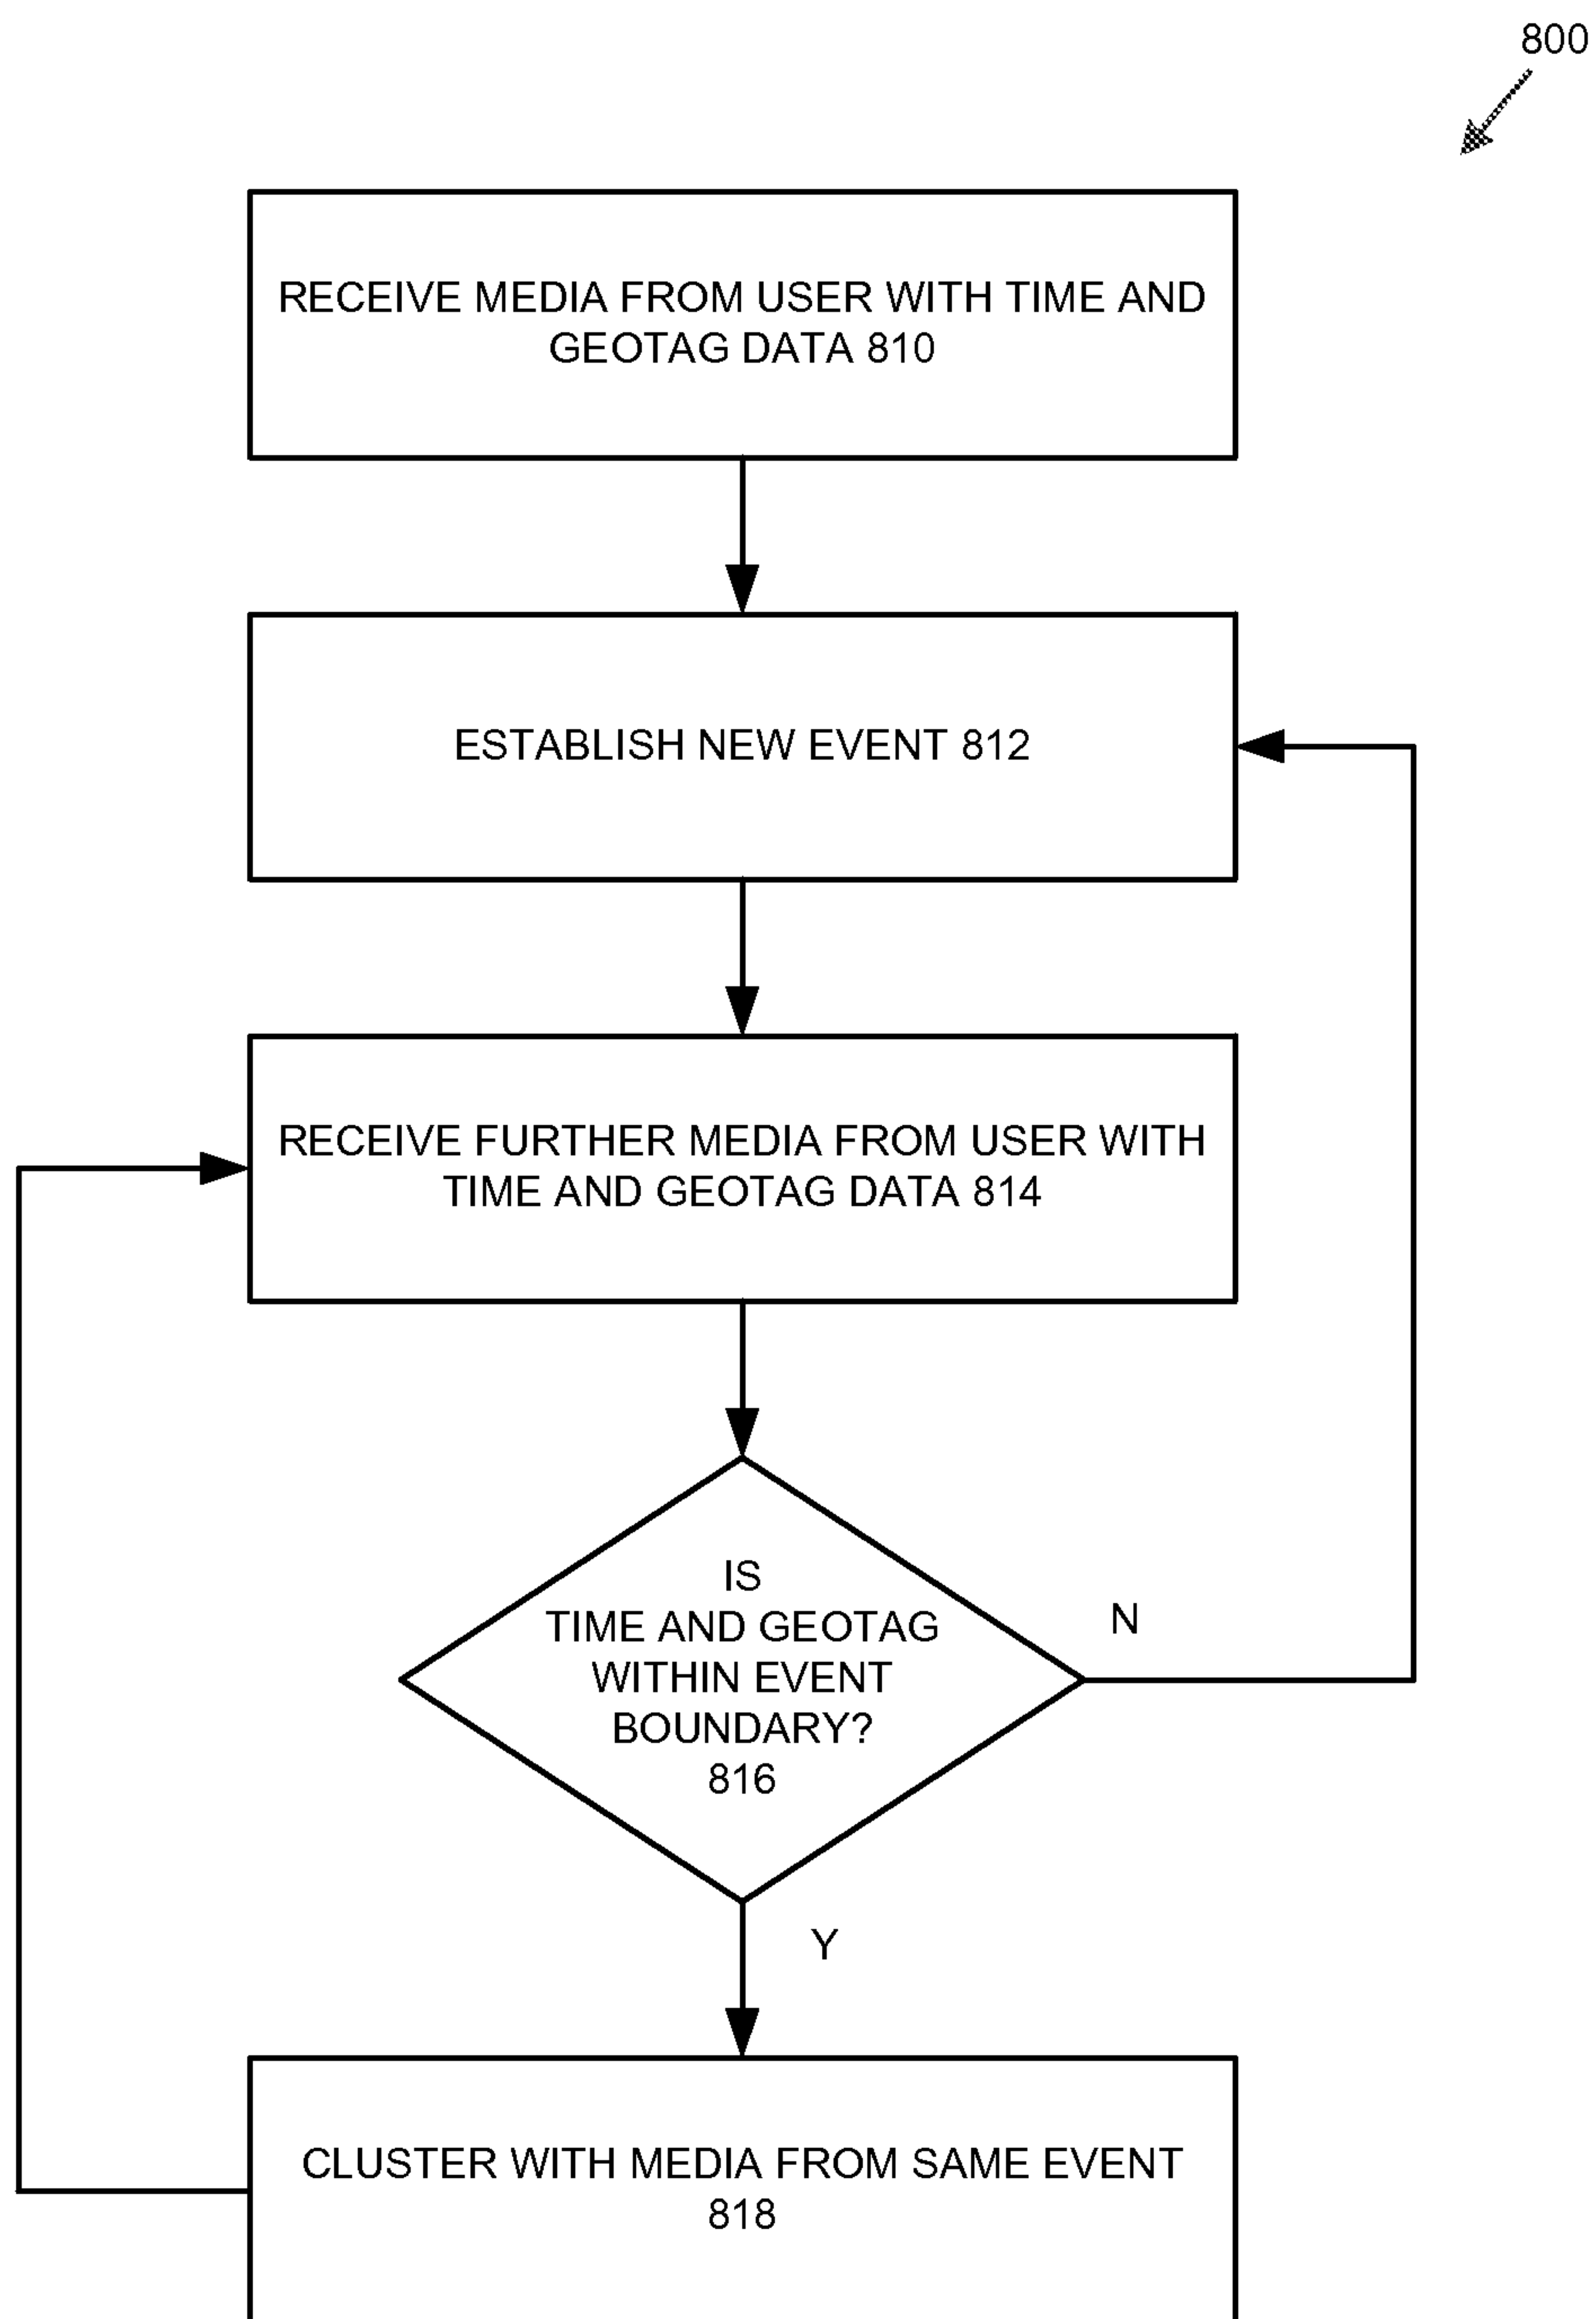 800
RECEIVE MEDIA FROM USER WITH TIME AND
GEOTAG DATA 810
ESTABLISH NEW EVENT 812
RECEIVE FURTHER MEDIA FROM USER WITH
TIME AND GEOTAG DATA 814
IS
TIME AND GEOTAG
WITHIN EVENT
BOUNDARY?
816
N
Y
CLUSTER WITH MEDIA FROM SAME EVENT
818